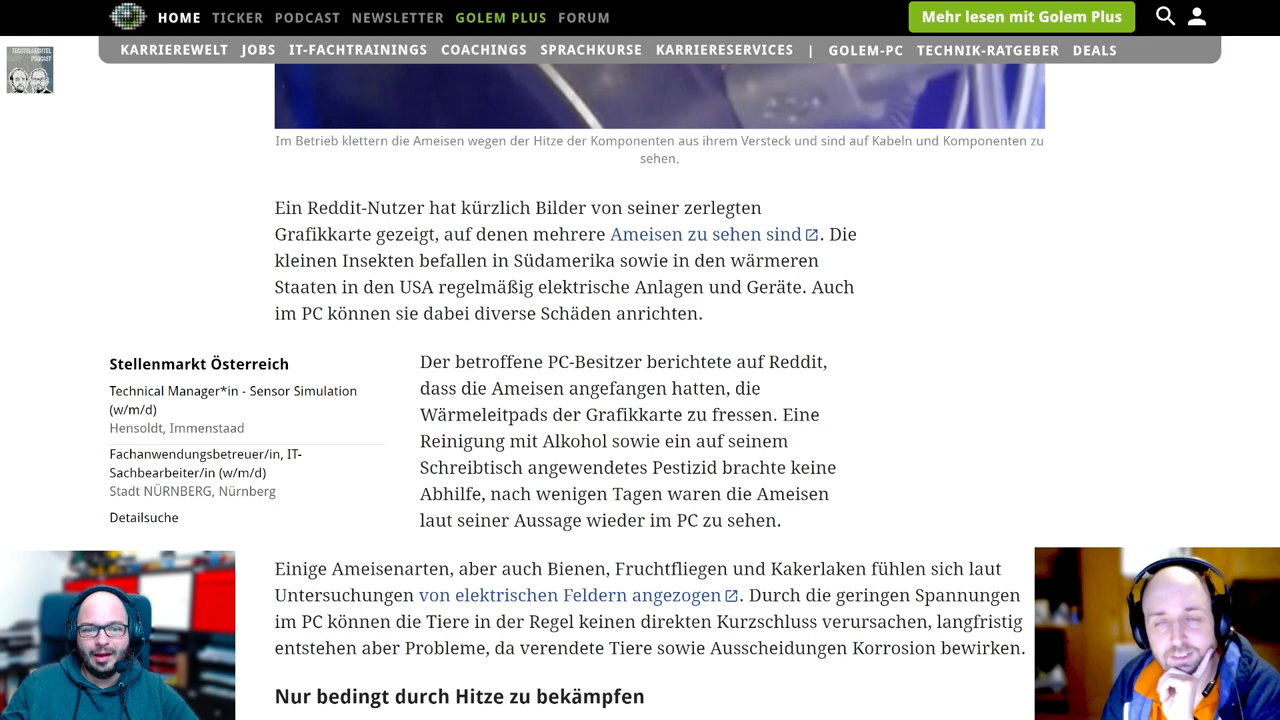 HOME TICKER PODCAST NEWSLETTER GOLEM PLUS FORUM
Mehr lesen mit Golem Plus
KARRIEREWELT JOBS IT-FACHTRAININGS COACHINGS SPRACHKURSE KARRIERESERVICES | GOLEM-PC TECHNIK-RATGEBER DEALS
TECHTELMECHTEL
PODCAST
Im Betrieb klettern die Ameisen wegen der Hitze der Komponenten aus ihrem Versteck und sind auf Kabeln und Komponenten zu
sehen.
Ein Reddit-Nutzer hat kürzlich Bilder von seiner zerlegten
Grafikkarte gezeigt, auf denen mehrere Ameisen zu sehen sind. Die
kleinen Insekten befallen in Südamerika sowie in den wärmeren
Staaten in den USA regelmäßig elektrische Anlagen und Geräte. Auch
im PC können sie dabei diverse Schäden anrichten.
Stellenmarkt Österreich
Technical Manager*in - Sensor Simulation
(w/m/d)
Hensoldt, Immenstaad
Fachanwendungsbetreuer/in, IT-
Sachbearbeiter/in (w/m/d)
Stadt NÜRNBERG, Nürnberg
Detailsuche
Der betroffene PC-Besitzer berichtete auf Reddit,
dass die Ameisen angefangen hatten, die
Wärmeleitpads der Grafikkarte zu fressen. Eine
Reinigung mit Alkohol sowie ein auf seinem
Schreibtisch angewendetes Pestizid brachte keine
Abhilfe, nach wenigen Tagen waren die Ameisen
laut seiner Aussage wieder im PC zu sehen.
Einige Ameisenarten, aber auch Bienen, Fruchtfliegen und Kakerlaken fühlen sich laut
Untersuchungen von elektrischen Feldern angezogen. Durch die geringen Spannungen
im PC können die Tiere in der Regel keinen direkten Kurzschluss verursachen, langfristig
entstehen aber Probleme, da verendete Tiere sowie Ausscheidungen Korrosion bewirken.
Nur bedingt durch Hitze zu bekämpfen